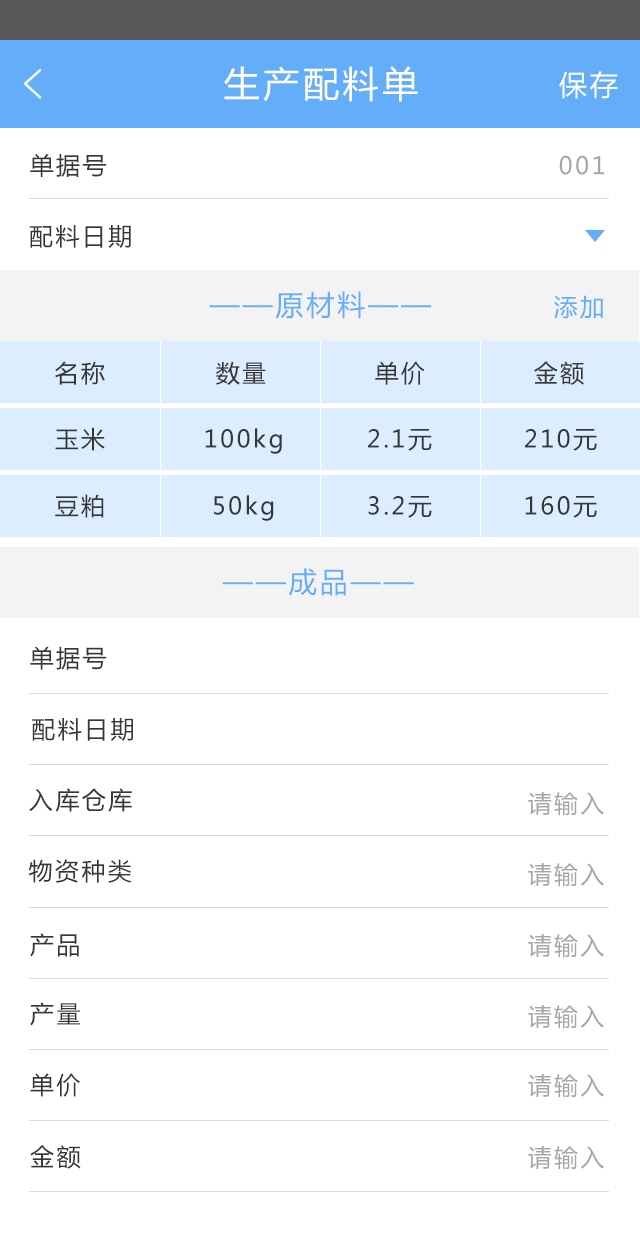 生产配料单 保存
单据号 001
配料日期
——原材料—— 添加
名称 数量 单价 金额
玉米 100kg 2.1元 210元
豆粕 50kg 3.2元 160元
——成品——
单据号
配料日期
入库仓库 请输入
物资种类 请输入
产品 请输入
产量 请输入
单价 请输入
金额 请输入